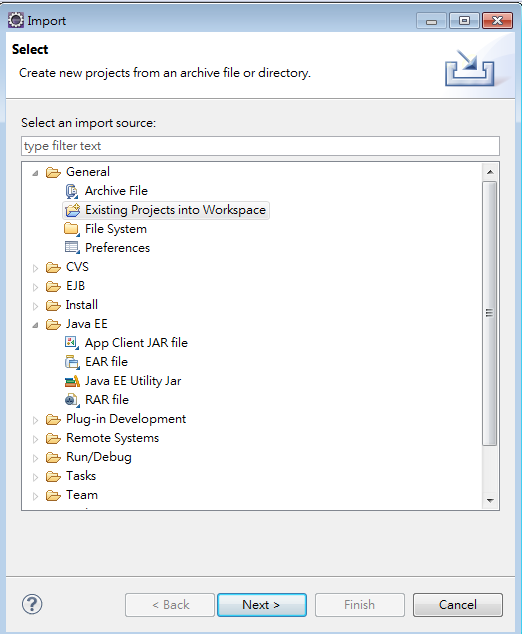 Import
Select
Create new projects from an archive file or directory.
Select an import source:
type filter text
General
Archive File
Existing Projects into Workspace
File System
Preferences
CVS
EJB
Install
Java EE
App Client JAR file
EAR file
Java EE Utility Jar
RAR file
Plug-in Development
Remote Systems
Run/Debug
Tasks
Team
< Back
Next >
Finish
Cancel